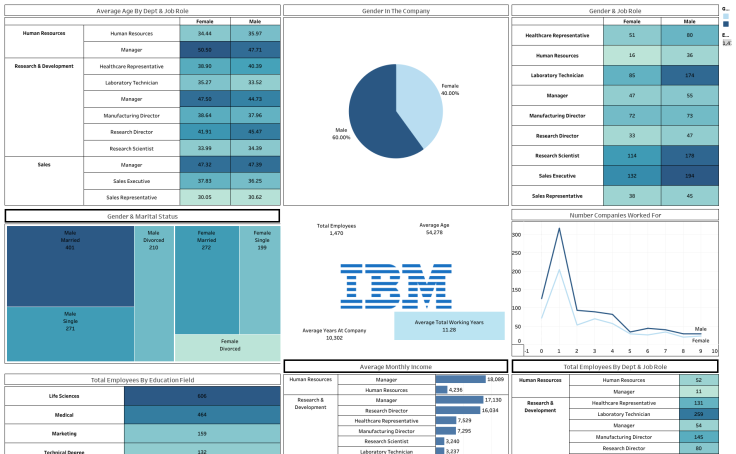 Average Age By Dept & Job Role
Female Male
Human Resources Human Resources 34.44 35.97
Manager 50.50 47.71
Research & Development Healthcare Representative 38.90 40.39
Laboratory Technician 35.27 33.52
Manager 47.50 44.73
Manufacturing Director 38.64 37.96
Research Director 41.91 45.47
Research Scientist 33.99 34.39
Sales Manager 47.32 47.39
Sales Executive 37.83 36.25
Sales Representative 30.05 30.62
Gender In The Company
Female
40.00%
Male
60.00%
Gender & Job Role
Female Male
Healthcare Representative 51 80
Human Resources 16 36
Laboratory Technician 85 174
Manager 47 55
Manufacturing Director 72 73
Research Director 33 47
Research Scientist 114 178
Sales Executive 132 194
Sales Representative 38 45
G...
E...
Gender & Marital Status
Male
Married
401
Male
Divorced
210
Female
Married
272
Female
Single
199
Male
Single
271
Female
Divorced
Total Employees
1,470
Average Age
54,278
IBM
Average Years At Company
10,302
Average Total Working Years
11.28
Number Companies Worked For
300
250
200
150
100
50
0
Male
Female
-1 0 1 2 3 4 5 6 7 8 9 10
Total Employees By Education Field
Life Sciences 606
Medical 464
Marketing 159
Technical Degree 132
Average Monthly Income
Human Resources Manager 18,089
Human Resources 4,236
Research & Development Manager 17,130
Research Director 16,034
Healthcare Representative 7,529
Manufacturing Director 7,295
Research Scientist 3,240
Laboratory Technician 3,237
Total Employees By Dept & Job Role
Human Resources Human Resources 52
Manager 11
Research & Development Healthcare Representative 131
Laboratory Technician 259
Manager 54
Manufacturing Director 145
Research Director 80